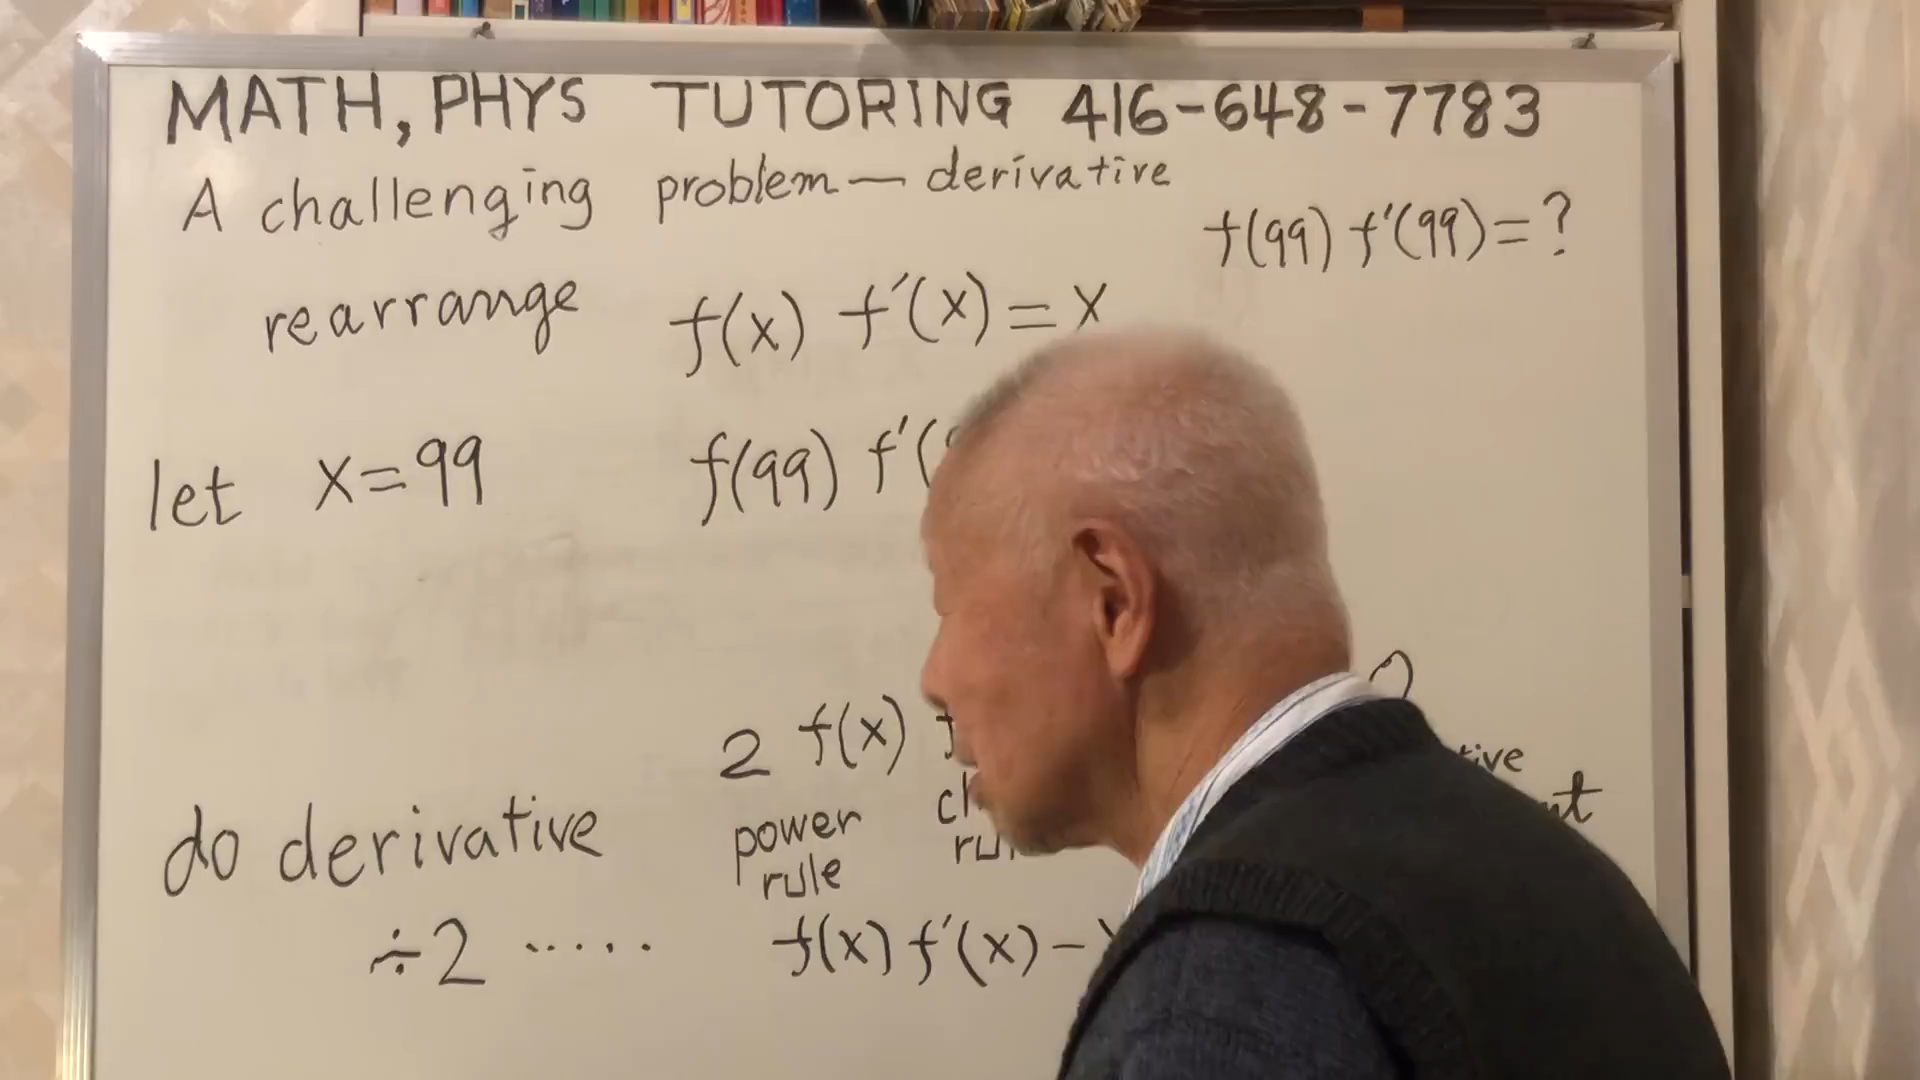 MATH, PHYS TUTORING 416-648-7783
A challenging problem — derivative
f(99) f'(99) = ?
rearrange f(x) f'(x) = x
let x=99 f(99) f'(
2 f(x)
do derivative power rule
÷2 ..... f(x) f'(x) -